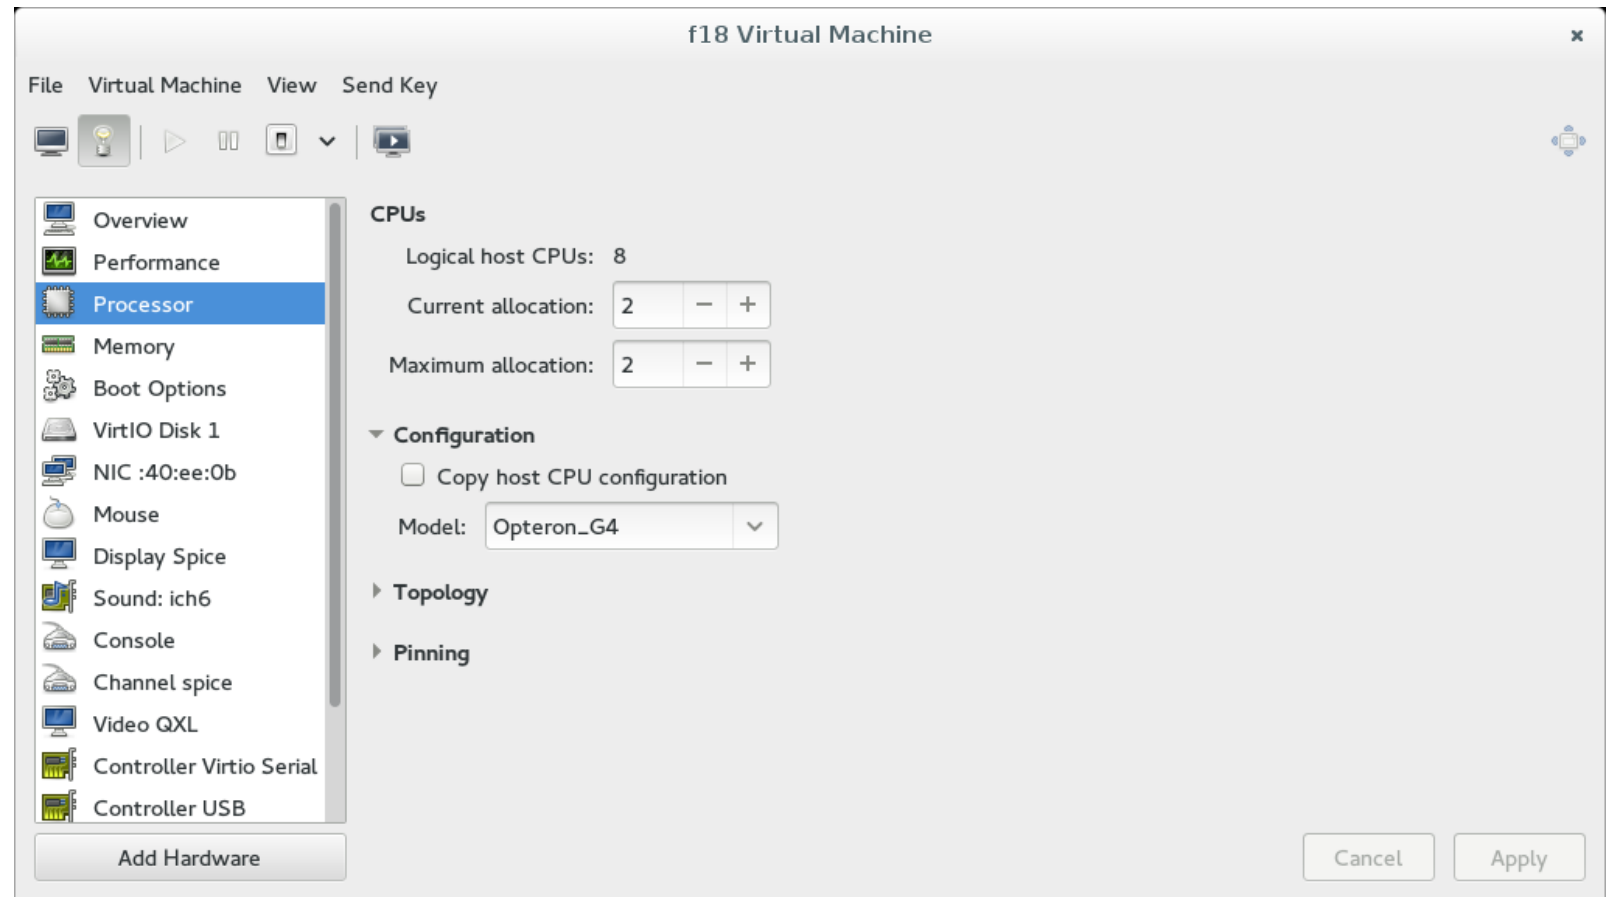 f18 Virtual Machine
File Virtual Machine View Send Key
Overview
Performance
Processor
Memory
Boot Options
VirtIO Disk 1
NIC :40:ee:0b
Mouse
Display Spice
Sound: ich6
Console
Channel spice
Video QXL
Controller Virtio Serial
Controller USB
Add Hardware
CPUs
Logical host CPUs: 8
Current allocation: 2
Maximum allocation: 2
Configuration
Copy host CPU configuration
Model: Opteron_G4
Topology
Pinning
Cancel Apply